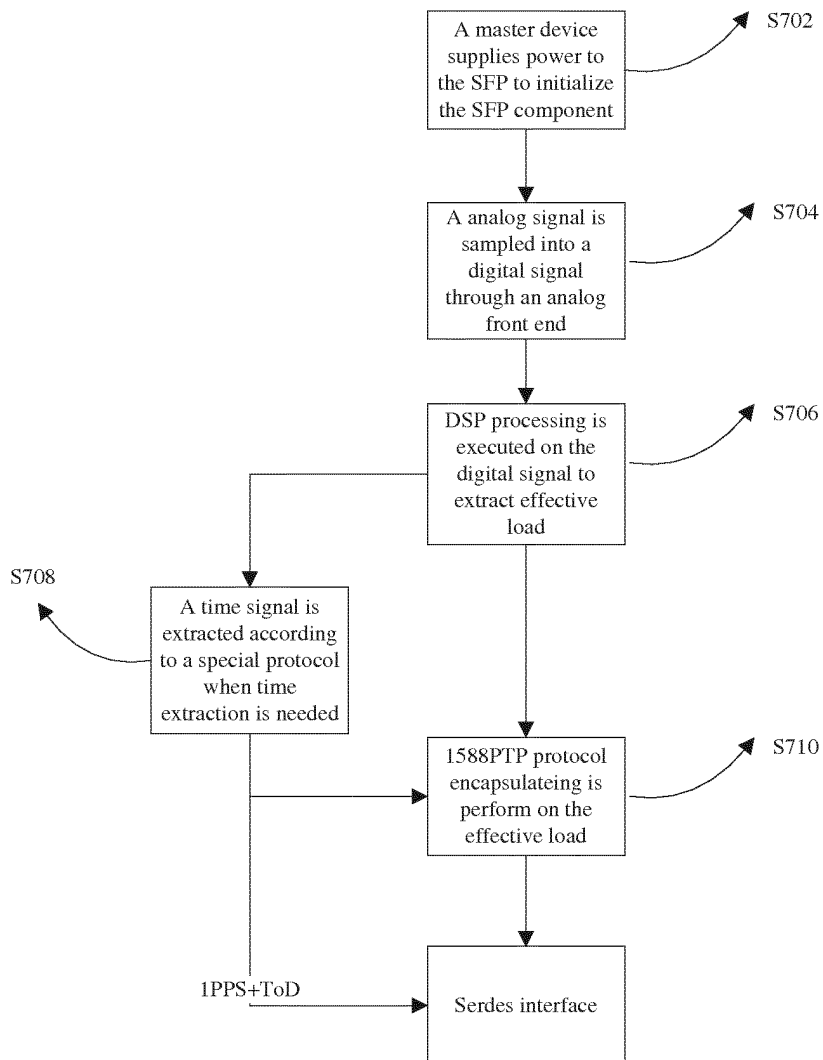 A master device
supplies power to
the SFP to initialize
the SFP component
S702
A analog signal is
sampled into a
digital signal
through an analog
front end
S704
DSP processing is
executed on the
digital signal to
extract effective
load
S706
S708
A time signal is
extracted according
to a special protocol
when time
extraction is needed
1588PTP protocol
encapsulateing is
perform on the
effective load
S710
1PPS+ToD
Serdes interface